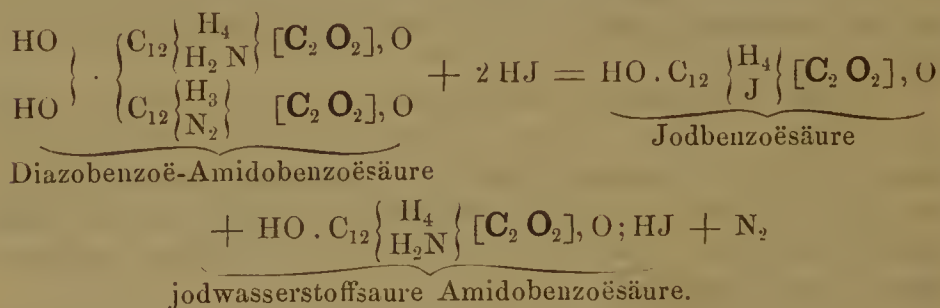 HO } · { C₁₂ { H₄ H₂ N } [C₂ O₂], O
HO } { C₁₂ { H₃ N₂ } [C₂ O₂], O + 2 HJ = HO . C₁₂ { H₄ J } [C₂ O₂], O
Jodbenzoësäure
Diazobenzoë-Amidobenzoësäure
+ HO . C₁₂ { H₄ H₂N } [C₂ O₂], O ; HJ + N₂
jodwasserstoffsaure Amidobenzoësäure.